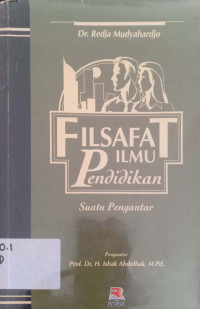 Dr. Redja Mudyahardjo
FILSAFAT
ILMU
Pendidikan
Suatu Pengantar
Pengantar
Prof. Dr. H. Ishak Abdulhak, M.Pd.
R